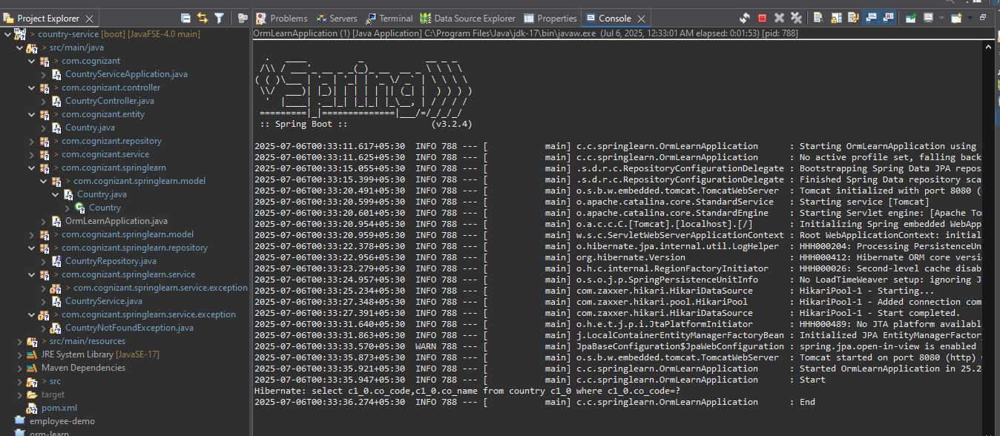 Project Explorer
country-service [boot] [JavaFSE-4.0 main]
src/main/java
com.cognizant
CountryServiceApplication.java
com.cognizant.controller
CountryController.java
com.cognizant.entity
Country.java
com.cognizant.repository
com.cognizant.service
com.cognizant.springlearn
com.cognizant.springlearn.model
Country.java
Country
OrmLearnApplication.java
com.cognizant.springlearn.model
com.cognizant.springlearn.repository
CountryRepository.java
com.cognizant.springlearn.service
com.cognizant.springlearn.service.exception
CountryService.java
com.cognizant.springlearn.service.exception
CountryNotFoundException.java
src/main/resources
JRE System Library [JavaSE-17]
Maven Dependencies
src
target
pom.xml
employee-demo
orm-learn
Problems Servers Terminal Data Source Explorer Properties Console
OrmLearnApplication (1) [Java Application] C:\Program Files\Java\jdk-17\bin\javaw.exe (Jul 6, 2025, 12:33:01 AM elapsed: 0:01:53) [pid: 788]
Spring
:: Spring Boot :: (v3.2.4)
2025-07-06T00:33:11.617+05:30 INFO 788 --- [ main] c.c.springlearn.OrmLearnApplication : Starting OrmLearnApplication using
2025-07-06T00:33:11.625+05:30 INFO 788 --- [ main] c.c.springlearn.OrmLearnApplication : No active profile set, falling back
2025-07-06T00:33:15.055+05:30 INFO 788 --- [ main] .s.d.r.c.RepositoryConfigurationDelegate : Bootstrapping Spring Data JPA repos
2025-07-06T00:33:15.399+05:30 INFO 788 --- [ main] .s.d.r.c.RepositoryConfigurationDelegate : Finished Spring Data repository sca
2025-07-06T00:33:20.491+05:30 INFO 788 --- [ main] o.s.b.w.embedded.tomcat.TomcatWebServer : Tomcat initialized with port 8080 (
2025-07-06T00:33:20.599+05:30 INFO 788 --- [ main] o.apache.catalina.core.StandardService : Starting service [Tomcat]
2025-07-06T00:33:20.601+05:30 INFO 788 --- [ main] o.apache.catalina.core.StandardEngine : Starting Servlet engine: [Apache To
2025-07-06T00:33:20.954+05:30 INFO 788 --- [ main] o.a.c.c.C.[Tomcat].[localhost].[/] : Initializing Spring embedded WebApp
2025-07-06T00:33:20.959+05:30 INFO 788 --- [ main] w.s.c.ServletWebServerApplicationContext : Root WebApplicationContext: initial
2025-07-06T00:33:22.378+05:30 INFO 788 --- [ main] o.hibernate.jpa.internal.util.LogHelper : HHH000204: Processing PersistenceUn
2025-07-06T00:33:22.956+05:30 INFO 788 --- [ main] org.hibernate.Version : HHH000412: Hibernate ORM core versi
2025-07-06T00:33:23.279+05:30 INFO 788 --- [ main] o.h.c.internal.RegionFactoryInitiator : HHH000026: Second-level cache disab
2025-07-06T00:33:24.957+05:30 INFO 788 --- [ main] o.s.o.j.p.SpringPersistenceUnitInfo : No LoadTimeWeaver setup: ignoring J
2025-07-06T00:33:25.234+05:30 INFO 788 --- [ main] com.zaxxer.hikari.HikariDataSource : HikariPool-1 - Starting...
2025-07-06T00:33:27.348+05:30 INFO 788 --- [ main] com.zaxxer.hikari.pool.HikariPool : HikariPool-1 - Added connection com
2025-07-06T00:33:27.391+05:30 INFO 788 --- [ main] com.zaxxer.hikari.HikariDataSource : HikariPool-1 - Start completed.
2025-07-06T00:33:31.640+05:30 INFO 788 --- [ main] o.h.e.t.j.p.i.JtaPlatformInitiator : HHH000489: No JTA platform availabl
2025-07-06T00:33:31.863+05:30 INFO 788 --- [ main] j.LocalContainerEntityManagerFactoryBean : Initialized JPA EntityManagerFactory
2025-07-06T00:33:33.570+05:30 WARN 788 --- [ main] JpaBaseConfiguration$JpaWebConfiguration : spring.jpa.open-in-view is enabled
2025-07-06T00:33:35.873+05:30 INFO 788 --- [ main] o.s.b.w.embedded.tomcat.TomcatWebServer : Tomcat started on port 8080 (http)
2025-07-06T00:33:35.921+05:30 INFO 788 --- [ main] c.c.springlearn.OrmLearnApplication : Started OrmLearnApplication in 25.2
2025-07-06T00:33:35.947+05:30 INFO 788 --- [ main] c.c.springlearn.OrmLearnApplication : Start
Hibernate: select c1_0.co_code,c1_0.co_name from country c1_0 where c1_0.co_code=?
2025-07-06T00:33:36.274+05:30 INFO 788 --- [ main] c.c.springlearn.OrmLearnApplication : End